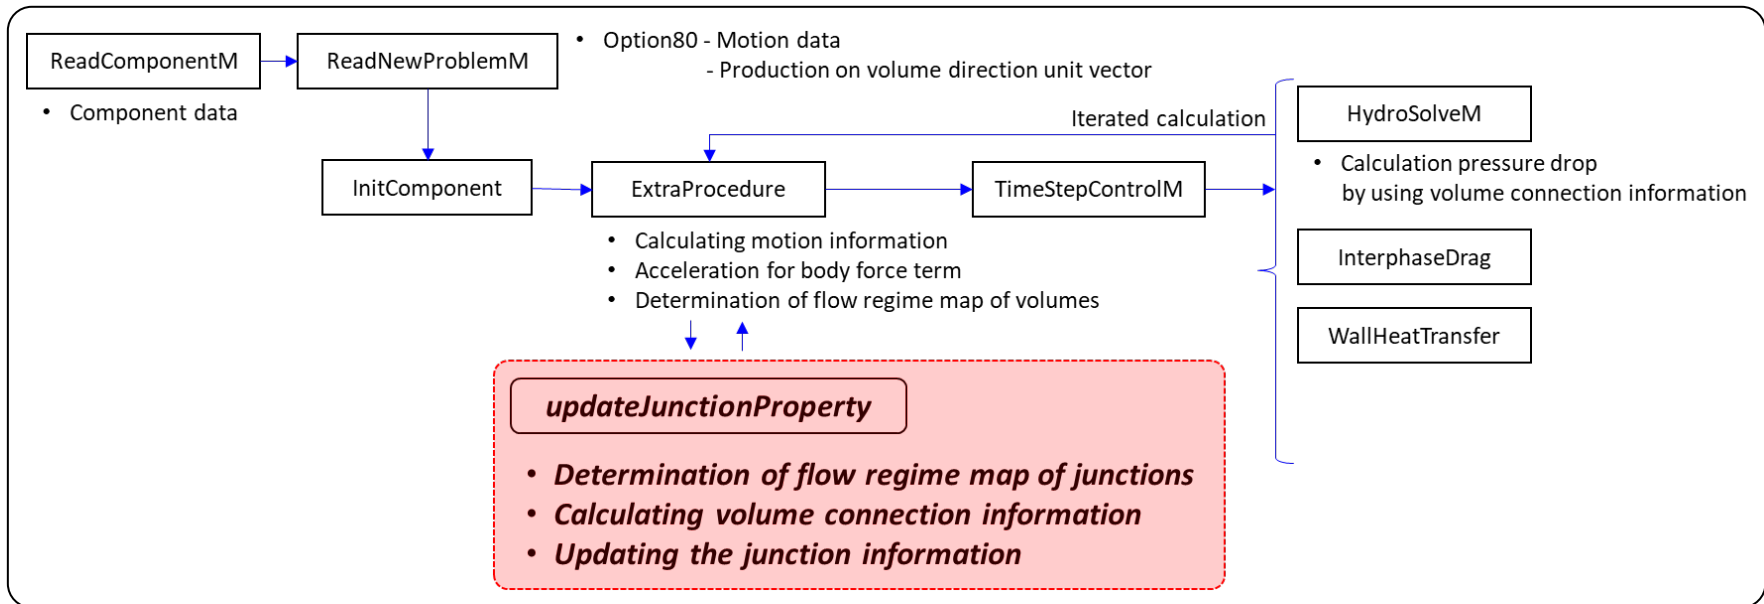 ReadComponentM
ReadNewProblemM
• Option80 - Motion data
- Production on volume direction unit vector
• Component data
Iterated calculation
HydroSolveM
• Calculation pressure drop
by using volume connection information
InitComponent
ExtraProcedure
TimeStepControlM
• Calculating motion information
• Acceleration for body force term
• Determination of flow regime map of volumes
InterphaseDrag
WallHeatTransfer
updateJunctionProperty
• Determination of flow regime map of junctions
• Calculating volume connection information
• Updating the junction information